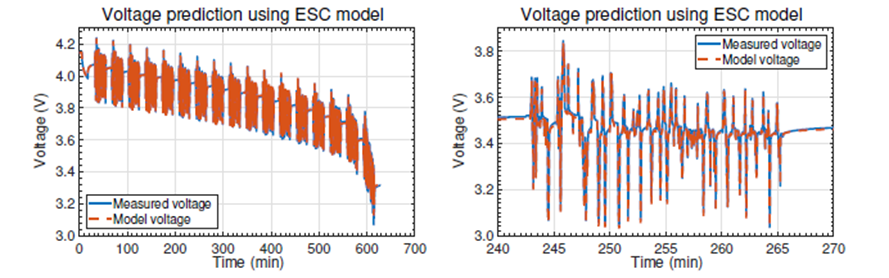 Voltage prediction using ESC model
4.2
4.0
3.8
3.6
3.4
3.2
3.0
Voltage (V)
Measured voltage
Model voltage
0 100 200 300 400 500 600 700
Time (min)
Voltage prediction using ESC model
3.8
3.6
3.4
3.2
3.0
Voltage (V)
Measured voltage
Model voltage
240 245 250 255 260 265 270
Time (min)